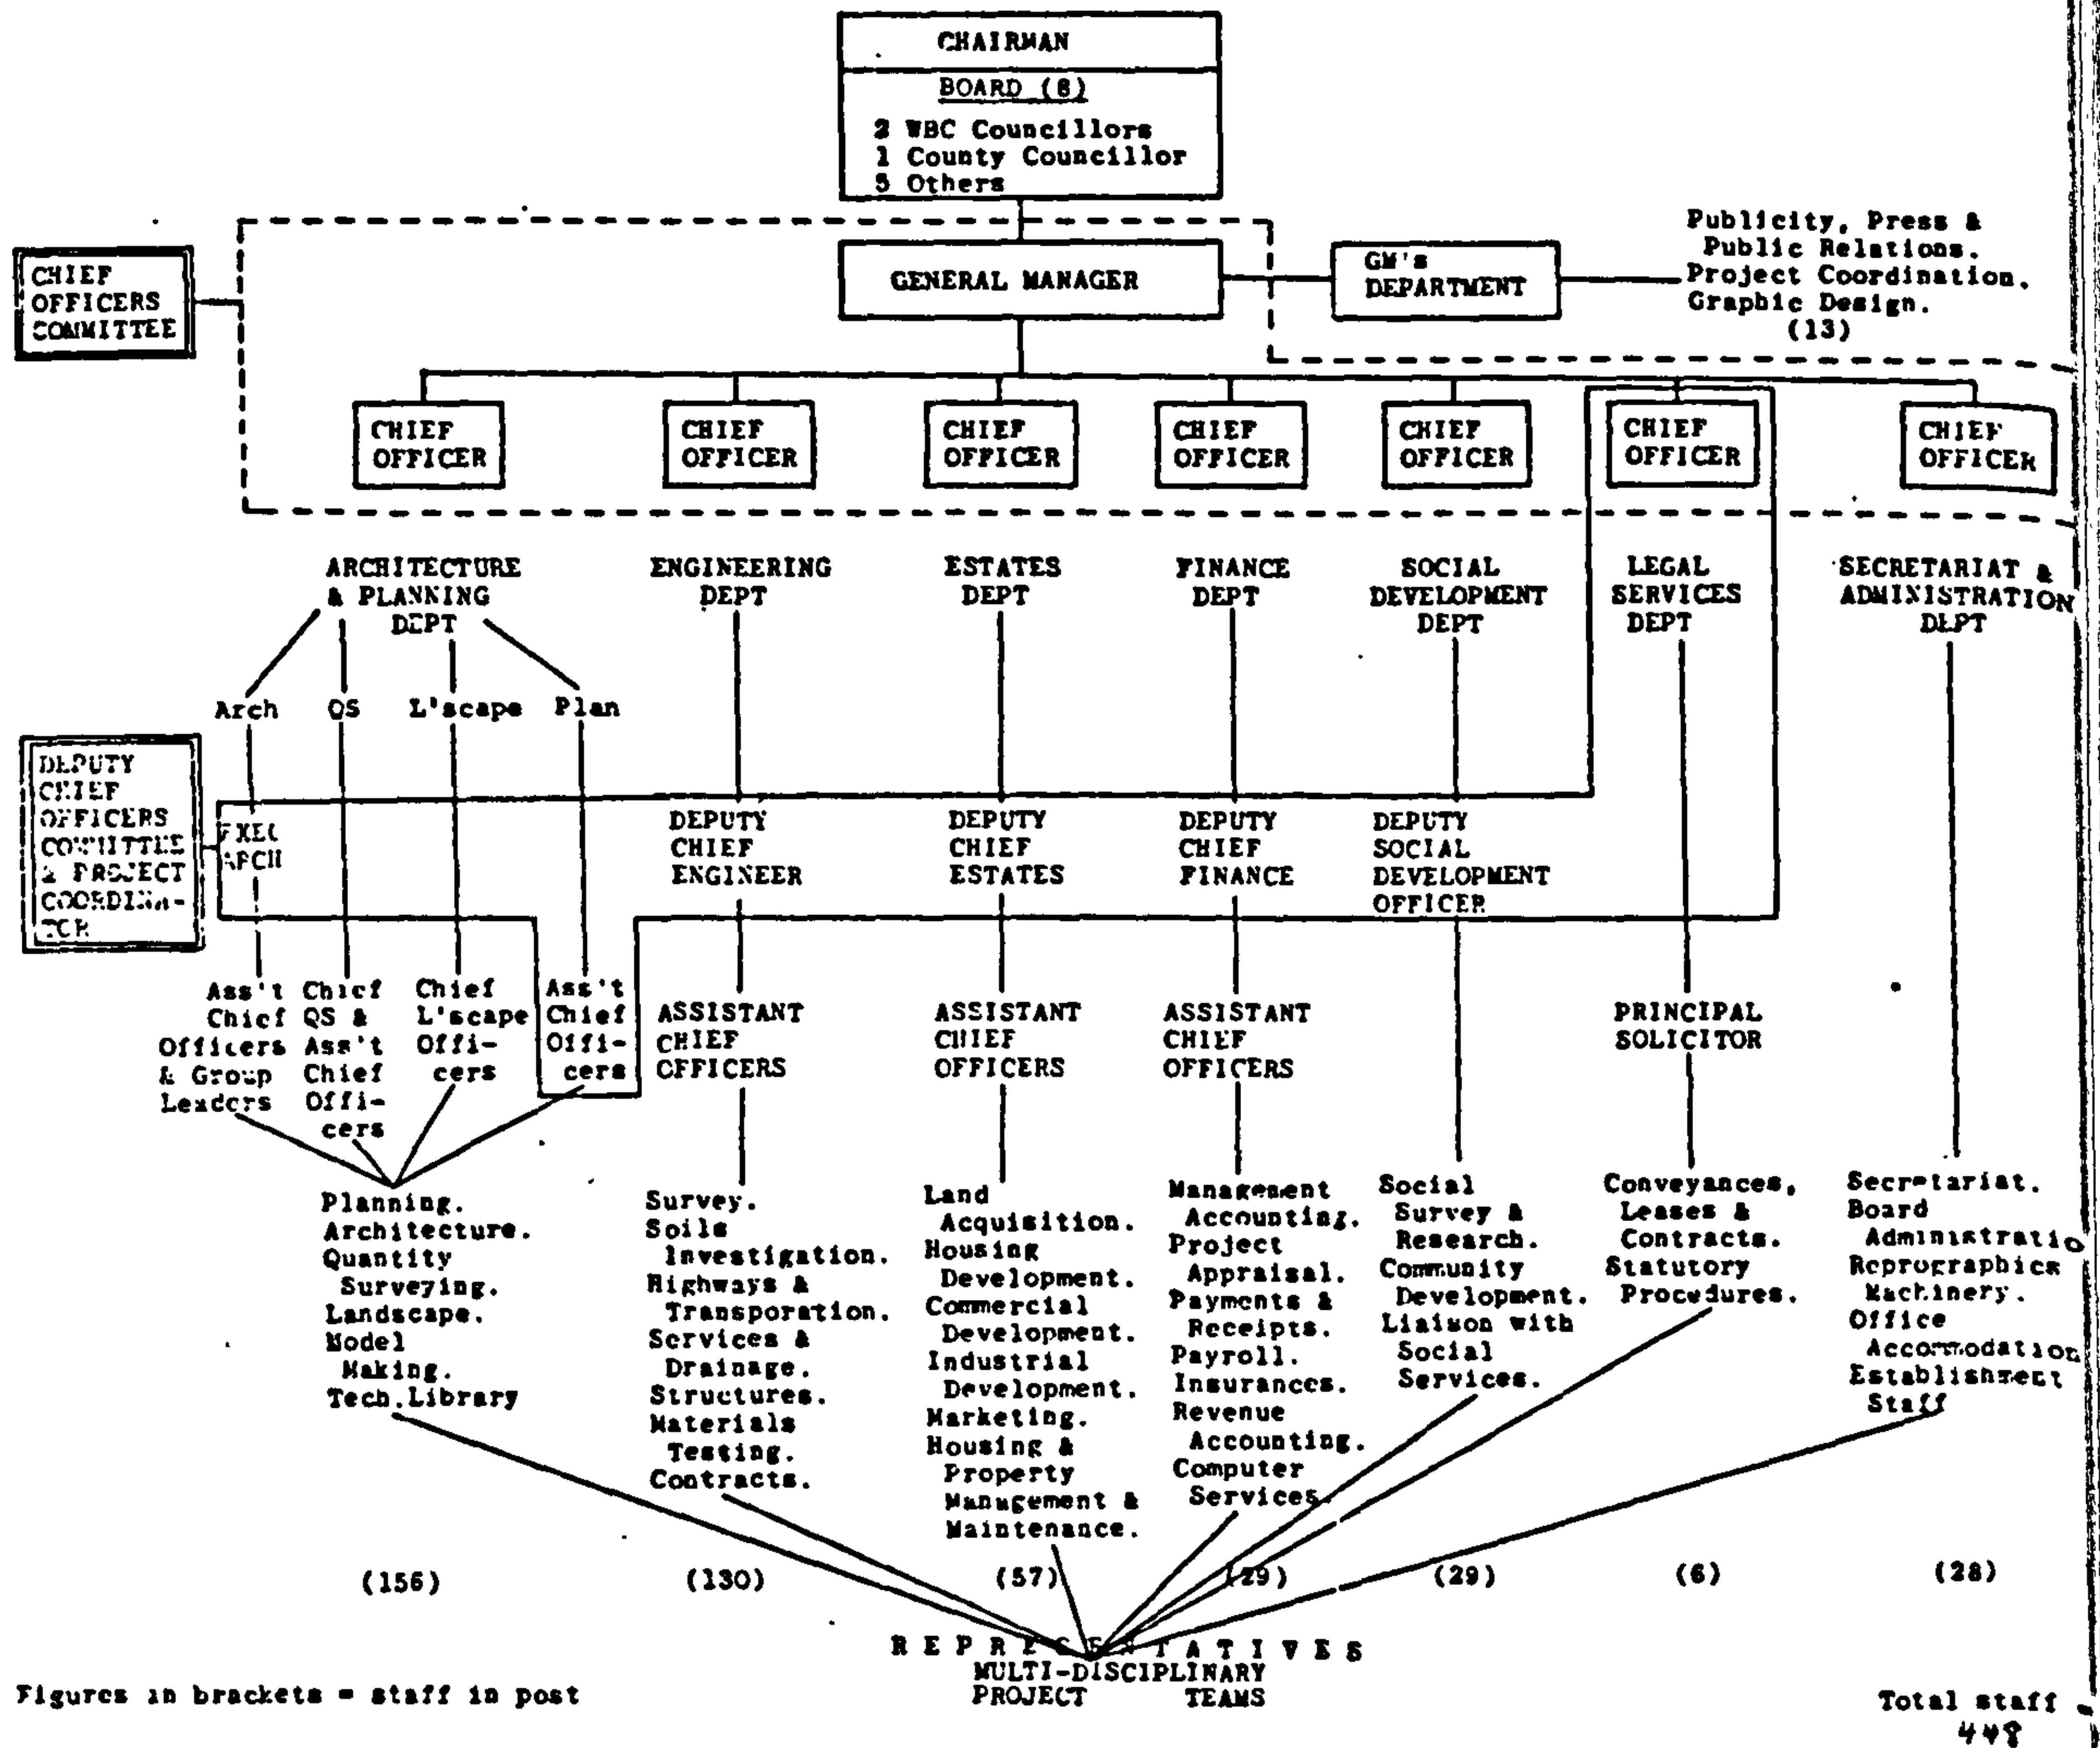 CHAIRMAN
BOARD (8)
2 WBC Councillors
1 County Councillor
5 Others
CHIEF
OFFICERS
COMMITTEE
GENERAL MANAGER
GM's
DEPARTMENT
Publicity, Press &
Public Relations.
Project Coordination.
Graphic Design.
(13)
CHIEF
OFFICER
CHIEF
OFFICER
CHIEF
OFFICER
CHIEF
OFFICER
CHIEF
OFFICER
CHIEF
OFFICER
CHIEF
OFFICER
ARCHITECTURE
& PLANNING
DEPT
ENGINEERING
DEPT
ESTATES
DEPT
FINANCE
DEPT
SOCIAL
DEVELOPMENT
DEPT
LEGAL
SERVICES
DEPT
SECRETARIAT &
ADMINISTRATION
DEPT
Arch
QS
L'scape
Plan
DEPUTY
CHIEF
OFFICERS
COMMITTEE
& PROJECT
COORDINA-
TOR
EXEC
ARCH
DEPUTY
CHIEF
ENGINEER
DEPUTY
CHIEF
ESTATES
DEPUTY
CHIEF
FINANCE
DEPUTY
SOCIAL
DEVELOPMENT
OFFICER
Ass't
Chief
Officers
& Group
Leaders
Chief
QS &
Ass't
Chief
Offi-
cers
Chief
L'scape
Offi-
cers
Ass't
Chief
Offi-
cers
ASSISTANT
CHIEF
OFFICERS
ASSISTANT
CHIEF
OFFICERS
ASSISTANT
CHIEF
OFFICERS
PRINCIPAL
SOLICITOR
Planning.
Architecture.
Quantity
Surveying.
Landscape.
Model
Making.
Tech.Library
Survey.
Soils
Investigation.
Highways &
Transporation.
Services &
Drainage.
Structures.
Materials
Testing.
Contracts.
Land
Acquisition.
Housing
Development.
Commercial
Development.
Industrial
Development.
Marketing.
Housing &
Property
Management &
Maintenance.
Management
Accounting.
Project
Appraisal.
Payments &
Receipts.
Payroll.
Insurances.
Revenue
Accounting.
Computer
Services.
Social
Survey &
Research.
Community
Development.
Liaison with
Social
Services.
Conveyances,
Leases &
Contracts.
Statutory
Procedures.
Secretariat.
Board
Administratio
Reprographics
Machinery.
Office
Accommodation
Establishment
Staff
(156)
(130)
(57)
(29)
(29)
(6)
(28)
REPRESENTATIVES
MULTI-DISCIPLINARY
PROJECT TEAMS
Figures in brackets = staff in post
Total staff -
448